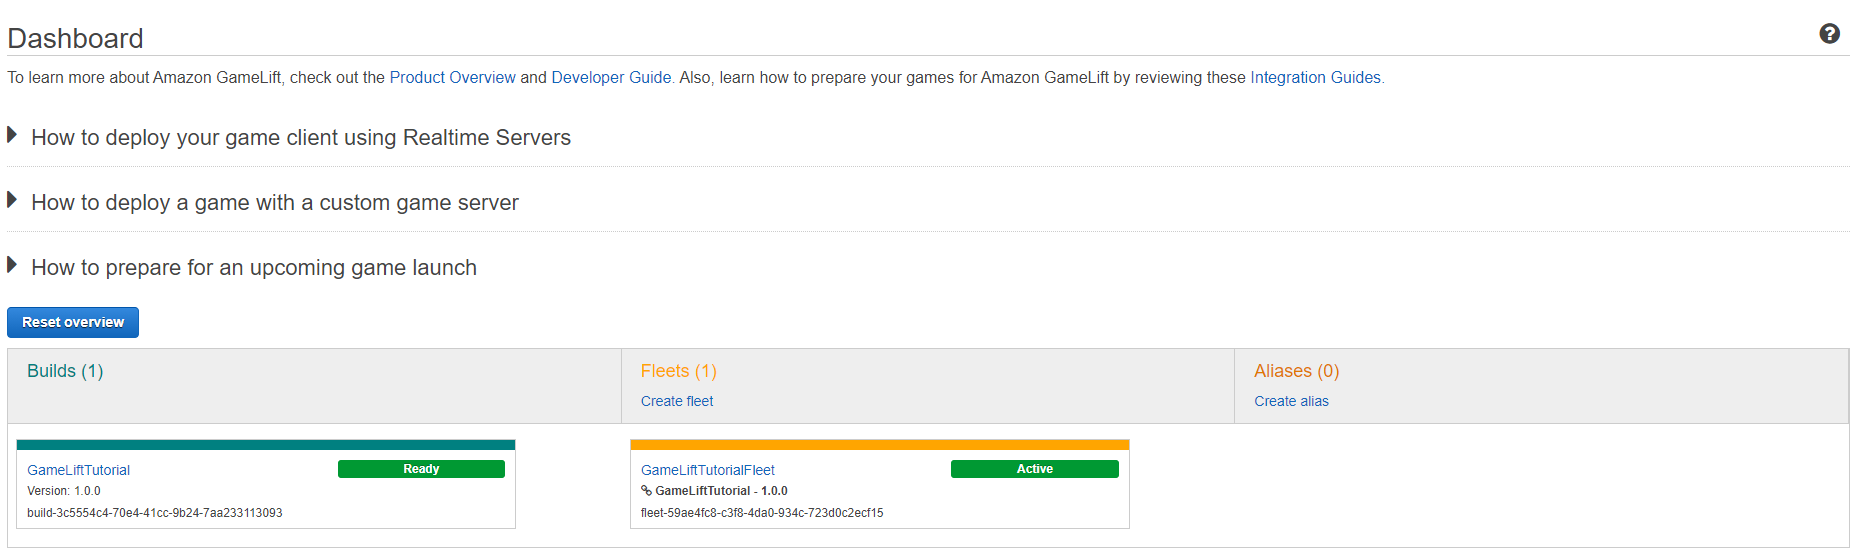 Dashboard
To learn more about Amazon GameLift, check out the Product Overview and Developer Guide. Also, learn how to prepare your games for Amazon GameLift by reviewing these Integration Guides.
How to deploy your game client using Realtime Servers
How to deploy a game with a custom game server
How to prepare for an upcoming game launch
Reset overview
Builds (1)
Fleets (1)
Create fleet
Aliases (0)
Create alias
GameLiftTutorial
Ready
Version: 1.0.0
build-3c5554c4-70e4-41cc-9b24-7aa233113093
GameLiftTutorialFleet
Active
GameLiftTutorial - 1.0.0
fleet-59ae4fc8-c3f8-4da0-934c-723d0c2ecf15